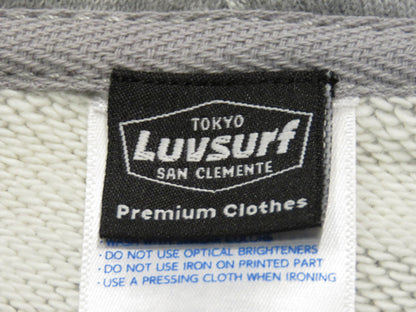 TOKYO
Luvsurf
SAN CLEMENTE
Premium Clothes
· DO NOT USE OPTICAL BRIGHTENERS
· DO NOT USE IRON ON PRINTED PART
· USE A PRESSING CLOTH WHEN IRONING